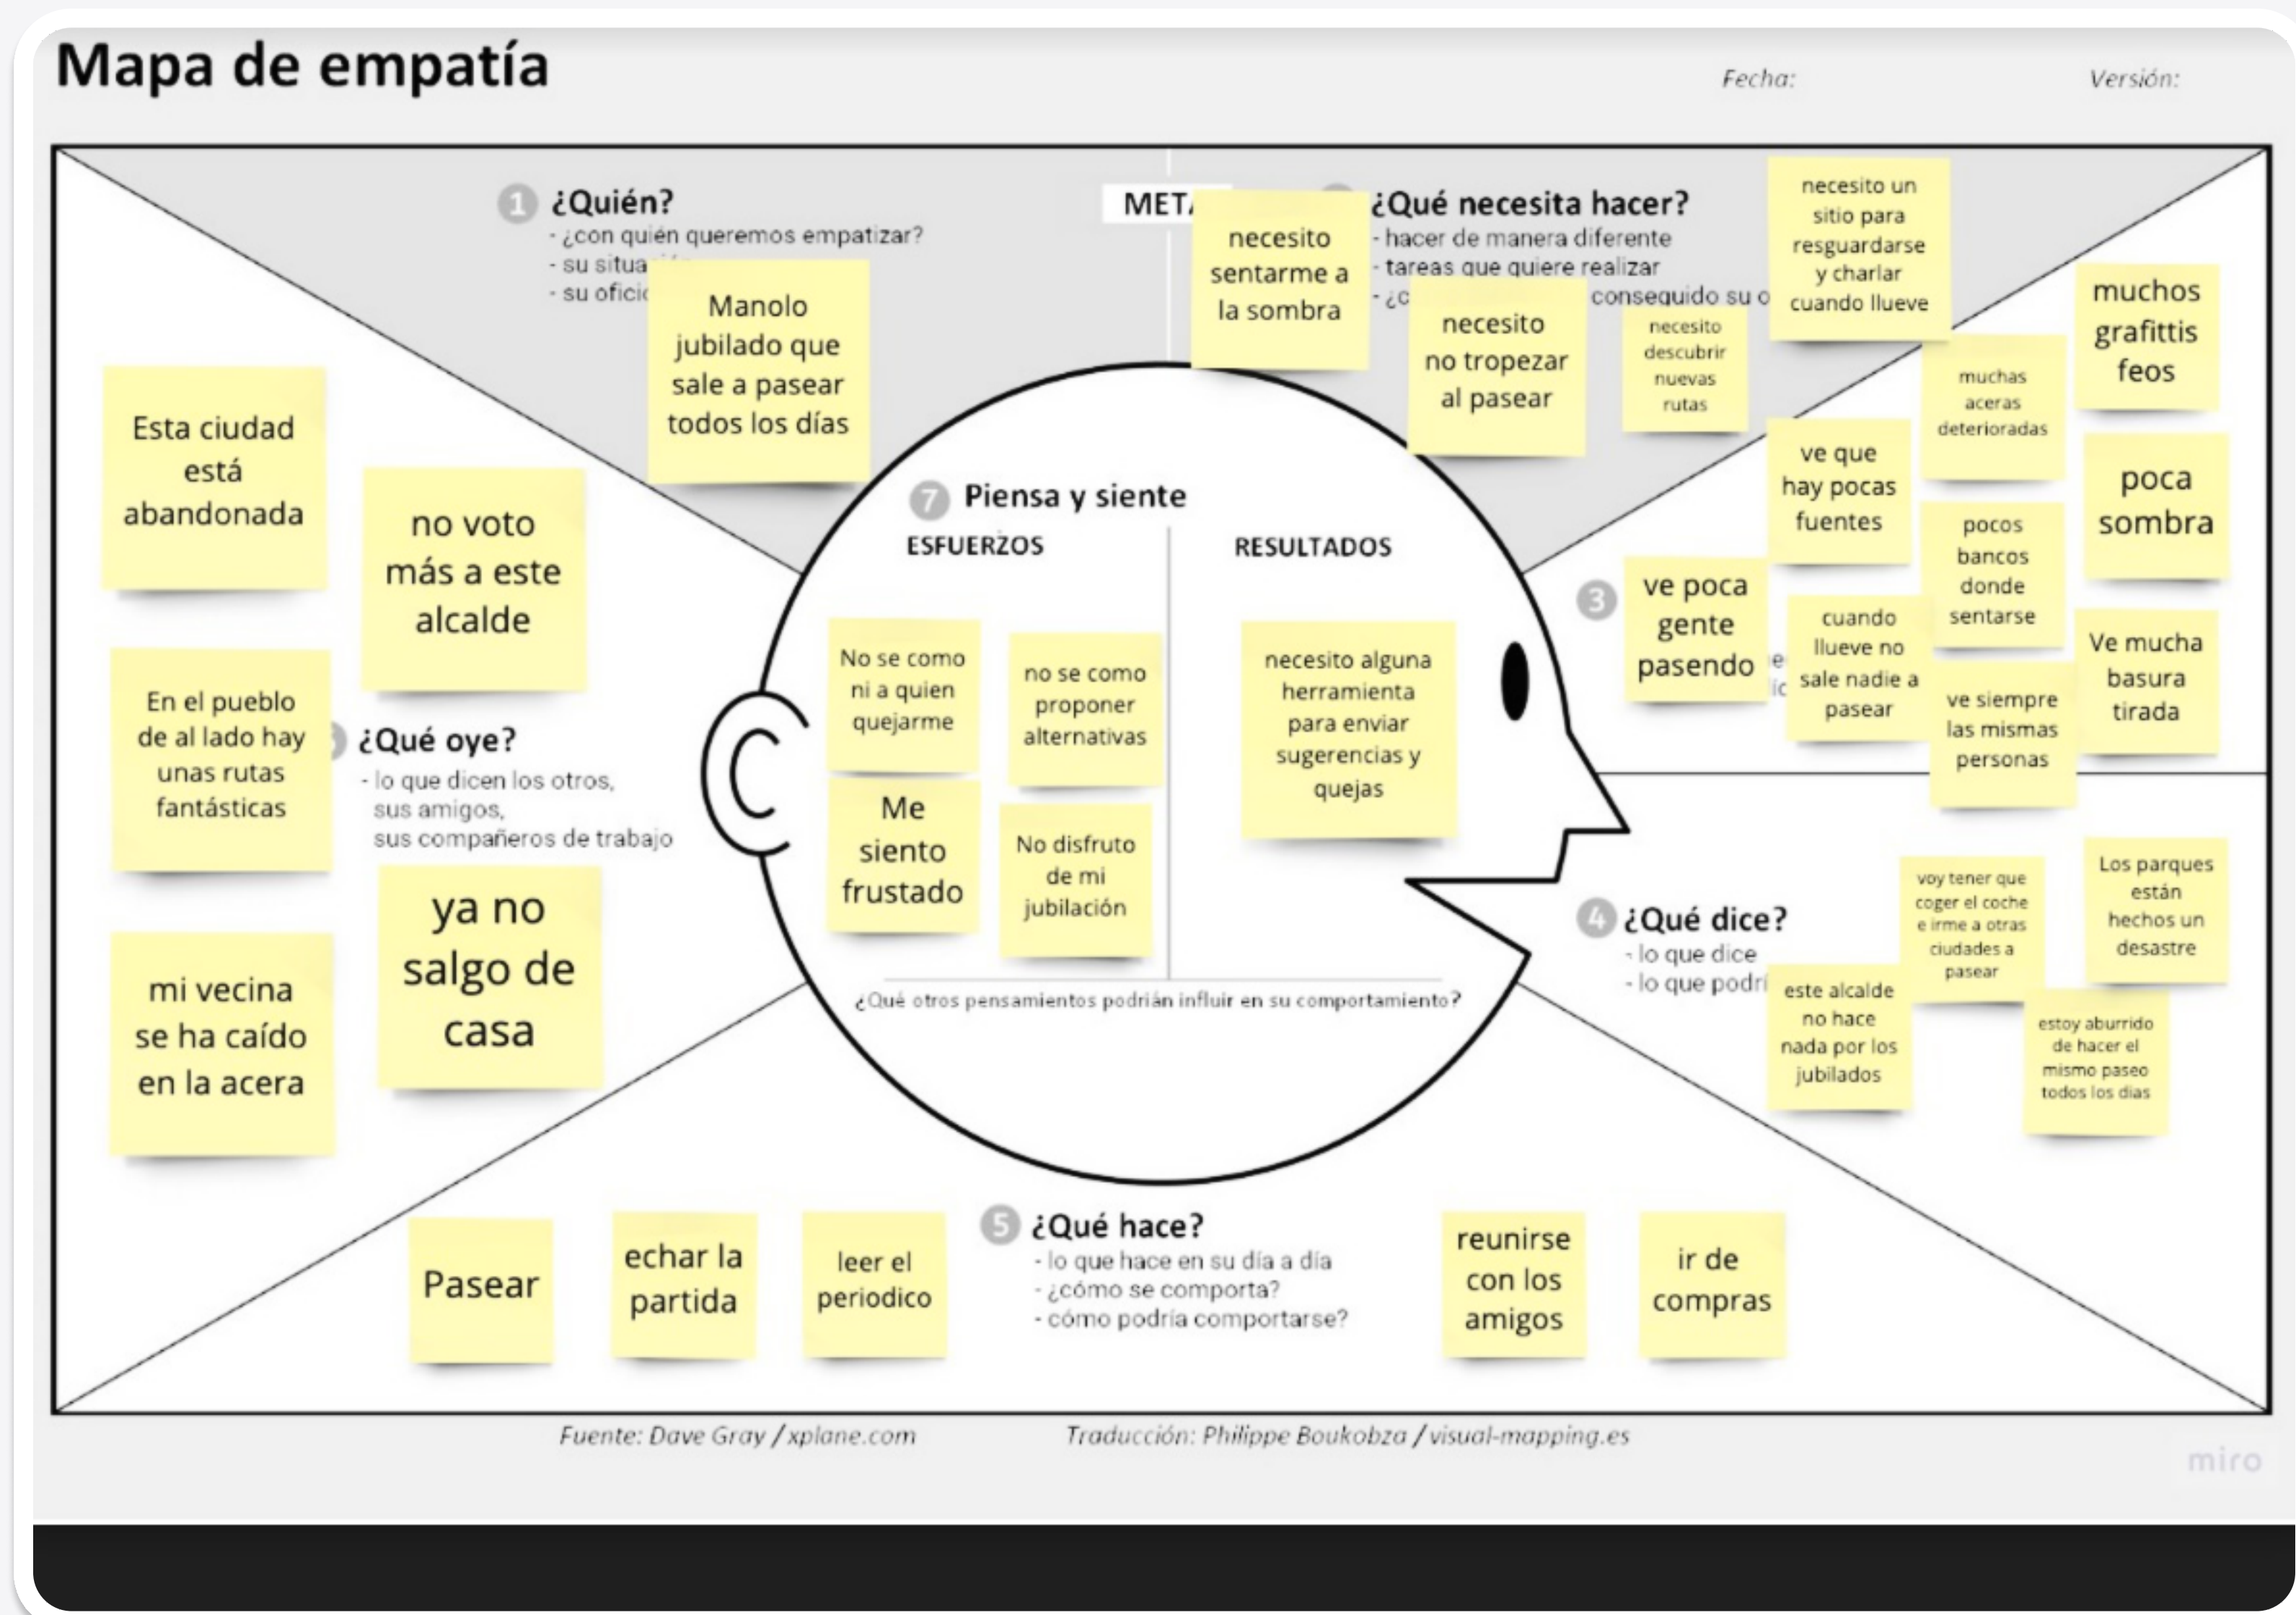 Mapa de empatía
Fecha:
Versión:
1
¿Quién?
- ¿con quién queremos empatizar?
- su
- su
Manolo
jubilado que
sale a pasear
todos los días
necesito
sentarme a
la sombra
¿Qué necesita hacer?
- hacer de manera diferente
- tareas que quiere realizar
conseguido su
necesito
no tropezar
al pasear
necesito
descubrir
nuevas
rutas
necesito un
sitio para
resguardarse
y charlar
cuando llueve
3
muchos
grafittis
feos
muchas
aceras
deterioradas
ve que
hay pocas
fuentes
poca
sombra
pocos
bancos
donde
sentarse
ve poca
gente
pasendo
cuando
llueve no
sale nadie a
pasear
Ve mucha
basura
tirada
ve siempre
las mismas
personas
4
¿Qué dice?
- lo que dice
- lo que
voy tener que
coger el coche
e irme a otras
ciudades a
pasear
Los parques
están
hechos un
desastre
este alcalde
no hace
nada por los
jubilados
estoy aburrido
de hacer el
mismo paseo
todos los dias
5
¿Qué hace?
- lo que hace en su día a día
- ¿cómo se comporta?
- cómo podría comportarse?
Pasear
echar la
partida
leer el
periodico
reunirse
con los
amigos
ir de
compras
¿Qué oye?
- lo que dicen los otros,
sus amigos,
sus compañeros de trabajo
Esta ciudad
está
abandonada
no voto
más a este
alcalde
En el pueblo
de al lado hay
unas rutas
fantásticas
ya no
salgo de
casa
mi vecina
se ha caído
en la acera
7
Piensa y siente
ESFUERZOS
RESULTADOS
No se como
ni a quien
quejarme
no se como
proponer
alternativas
Me
siento
frustado
No disfruto
de mi
jubilación
necesito alguna
herramienta
para enviar
sugerencias y
quejas
¿Qué otros pensamientos podrián influir en su comportamiento?
Fuente: Dave Gray / xplane.com
Traducción: Philippe Boukobza / visual-mapping.es
miro